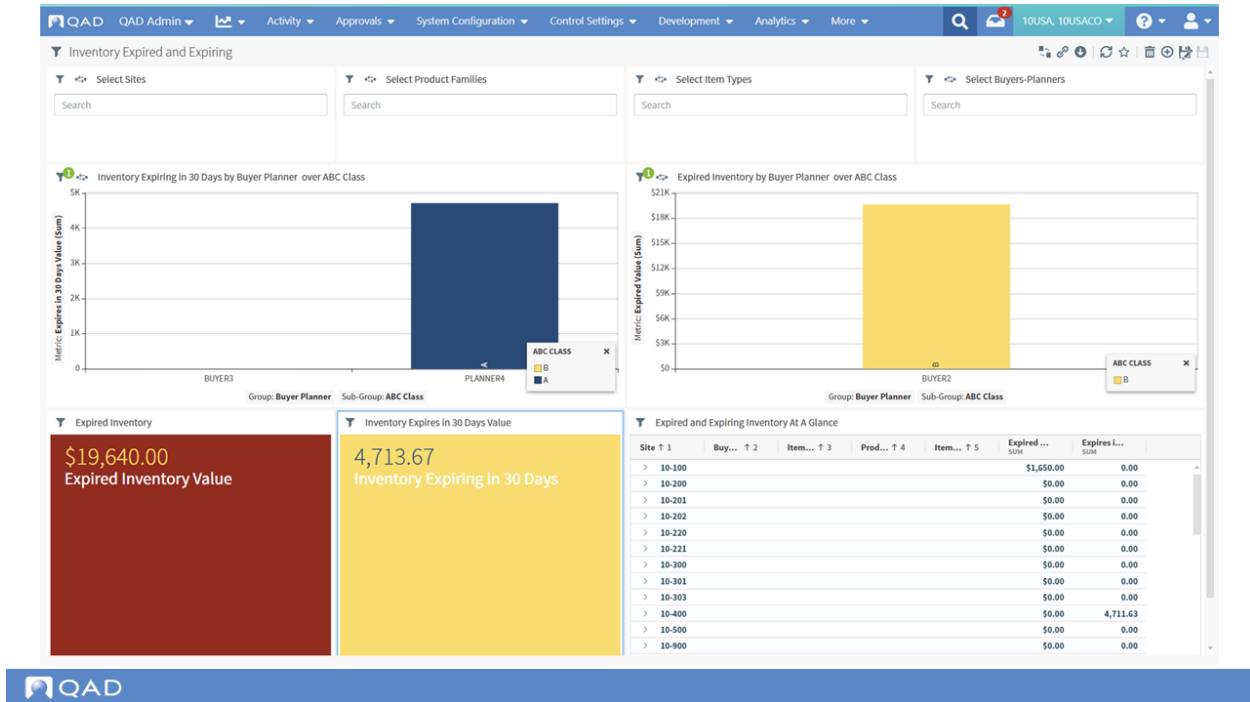 QAD QAD Admin Activity Approvals System Configuration Control Settings Development Analytics More 2 10USA, 10USACO ?
Inventory Expired and Expiring
Select Sites Select Product Families Select Item Types Select Buyers-Planners
Search Search Search Search
1 Inventory Expiring in 30 Days by Buyer Planner over ABC Class
5K
4K
3K
2K
1K
0
Metric: Expires in 30 Days Value (Sum)
A
BUYER3 PLANNER4
ABC CLASS x
B
A
Group: Buyer Planner Sub-Group: ABC Class
1 Expired Inventory by Buyer Planner over ABC Class
$21K
$18K
$15K
$12K
$9K
$6K
$3K
$0
Metric: Expired Value (Sum)
B
BUYER2
ABC CLASS x
B
Group: Buyer Planner Sub-Group: ABC Class
Expired Inventory
$19,640.00
Expired Inventory Value
Inventory Expires in 30 Days Value
4,713.67
Inventory Expiring in 30 Days
Expired and Expiring Inventory At A Glance
Site ↑ 1 Buy... ↑ 2 Item... ↑ 3 Prod... ↑ 4 Item... ↑ 5 Expired ... SUM Expires i... SUM
10-100 $1,650.00 0.00
10-200 $0.00 0.00
10-201 $0.00 0.00
10-202 $0.00 0.00
10-220 $0.00 0.00
10-221 $0.00 0.00
10-300 $0.00 0.00
10-301 $0.00 0.00
10-303 $0.00 0.00
10-400 $0.00 4,711.63
10-500 $0.00 0.00
10-900 $0.00 0.00
QAD